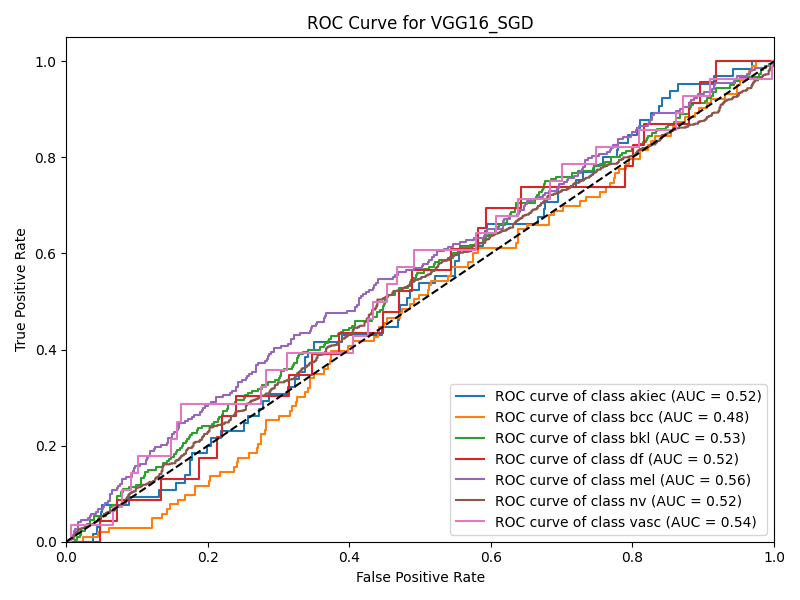 ROC Curve for VGG16_SGD
True Positive Rate
1.0
0.8
0.6
0.4
0.2
0.0
0.0 0.2 0.4 0.6 0.8 1.0
False Positive Rate
ROC curve of class akiec (AUC = 0.52)
ROC curve of class bcc (AUC = 0.48)
ROC curve of class bkl (AUC = 0.53)
ROC curve of class df (AUC = 0.52)
ROC curve of class mel (AUC = 0.56)
ROC curve of class nv (AUC = 0.52)
ROC curve of class vasc (AUC = 0.54)